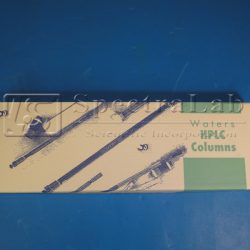 SpectraLab
Scientific Incorporated
Waters
HPLC
Columns